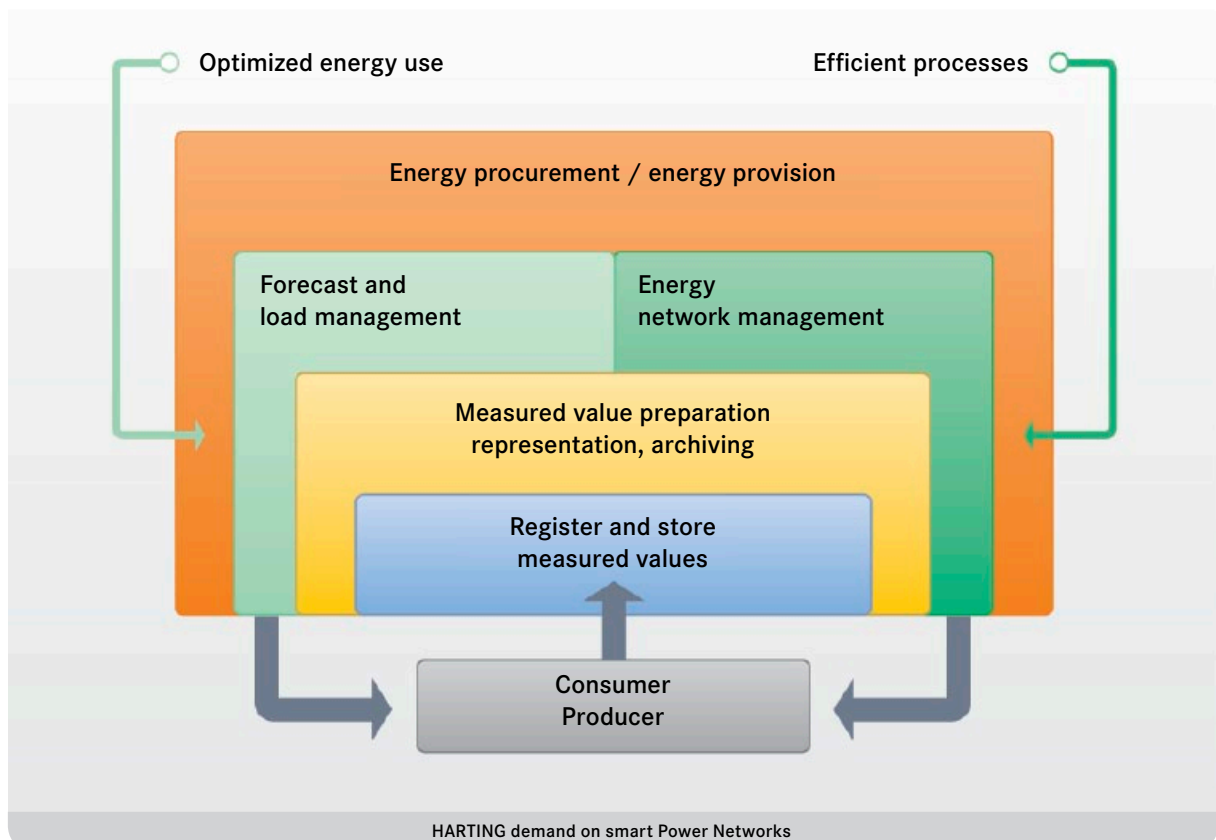 Optimized energy use
Efficient processes
Energy procurement / energy provision
Forecast and
load management
Energy
network management
Measured value preparation
representation, archiving
Register and store
measured values
Consumer
Producer
HARTING demand on smart Power Networks